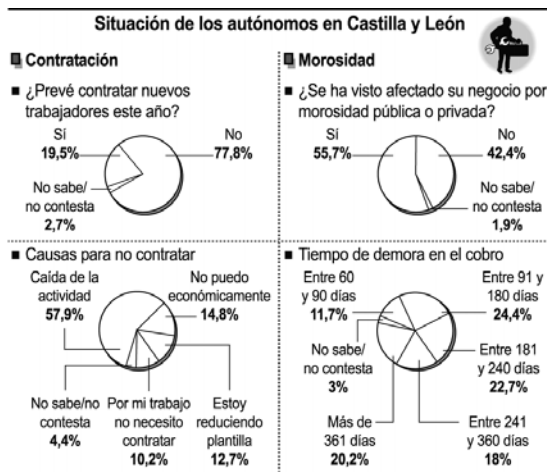 Situación de los autónomos en Castilla y León
Contratación
¿Prevé contratar nuevos
trabajadores este año?
Sí
19,5%
No
77,8%
No sabe/
no contesta
2,7%
Morosidad
¿Se ha visto afectado su negocio por
morosidad pública o privada?
Sí
55,7%
No
42,4%
No sabe/
no contesta
1,9%
Causas para no contratar
Caída de la
actividad
57,9%
No puedo
económicamente
14,8%
No sabe/no
contesta
4,4%
Por mi trabajo
no necesito
contratar
10,2%
Estoy
reduciendo
plantilla
12,7%
Tiempo de demora en el cobro
Entre 60
y 90 días
11,7%
Entre 91 y
180 días
24,4%
No sabe/
no contesta
3%
Entre 181
y 240 días
22,7%
Más de
361 días
20,2%
Entre 241
y 360 días
18%